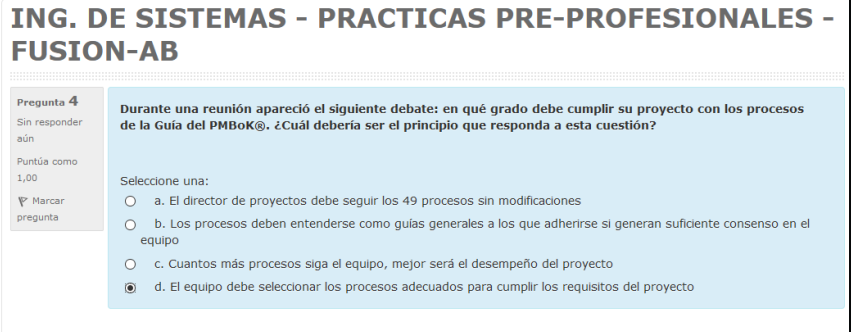 ING. DE SISTEMAS - PRACTICAS PRE-PROFESIONALES -
FUSION-AB
Pregunta 4
Sin responder
aún
Puntúa como
1,00
Marcar
pregunta
Durante una reunión apareció el siguiente debate: en qué grado debe cumplir su proyecto con los procesos
de la Guía del PMBoK®. ¿Cuál debería ser el principio que responda a esta cuestión?
Seleccione una:
a. El director de proyectos debe seguir los 49 procesos sin modificaciones
b. Los procesos deben entenderse como guías generales a los que adherirse si generan suficiente consenso en el
equipo
c. Cuantos más procesos siga el equipo, mejor será el desempeño del proyecto
d. El equipo debe seleccionar los procesos adecuados para cumplir los requisitos del proyecto